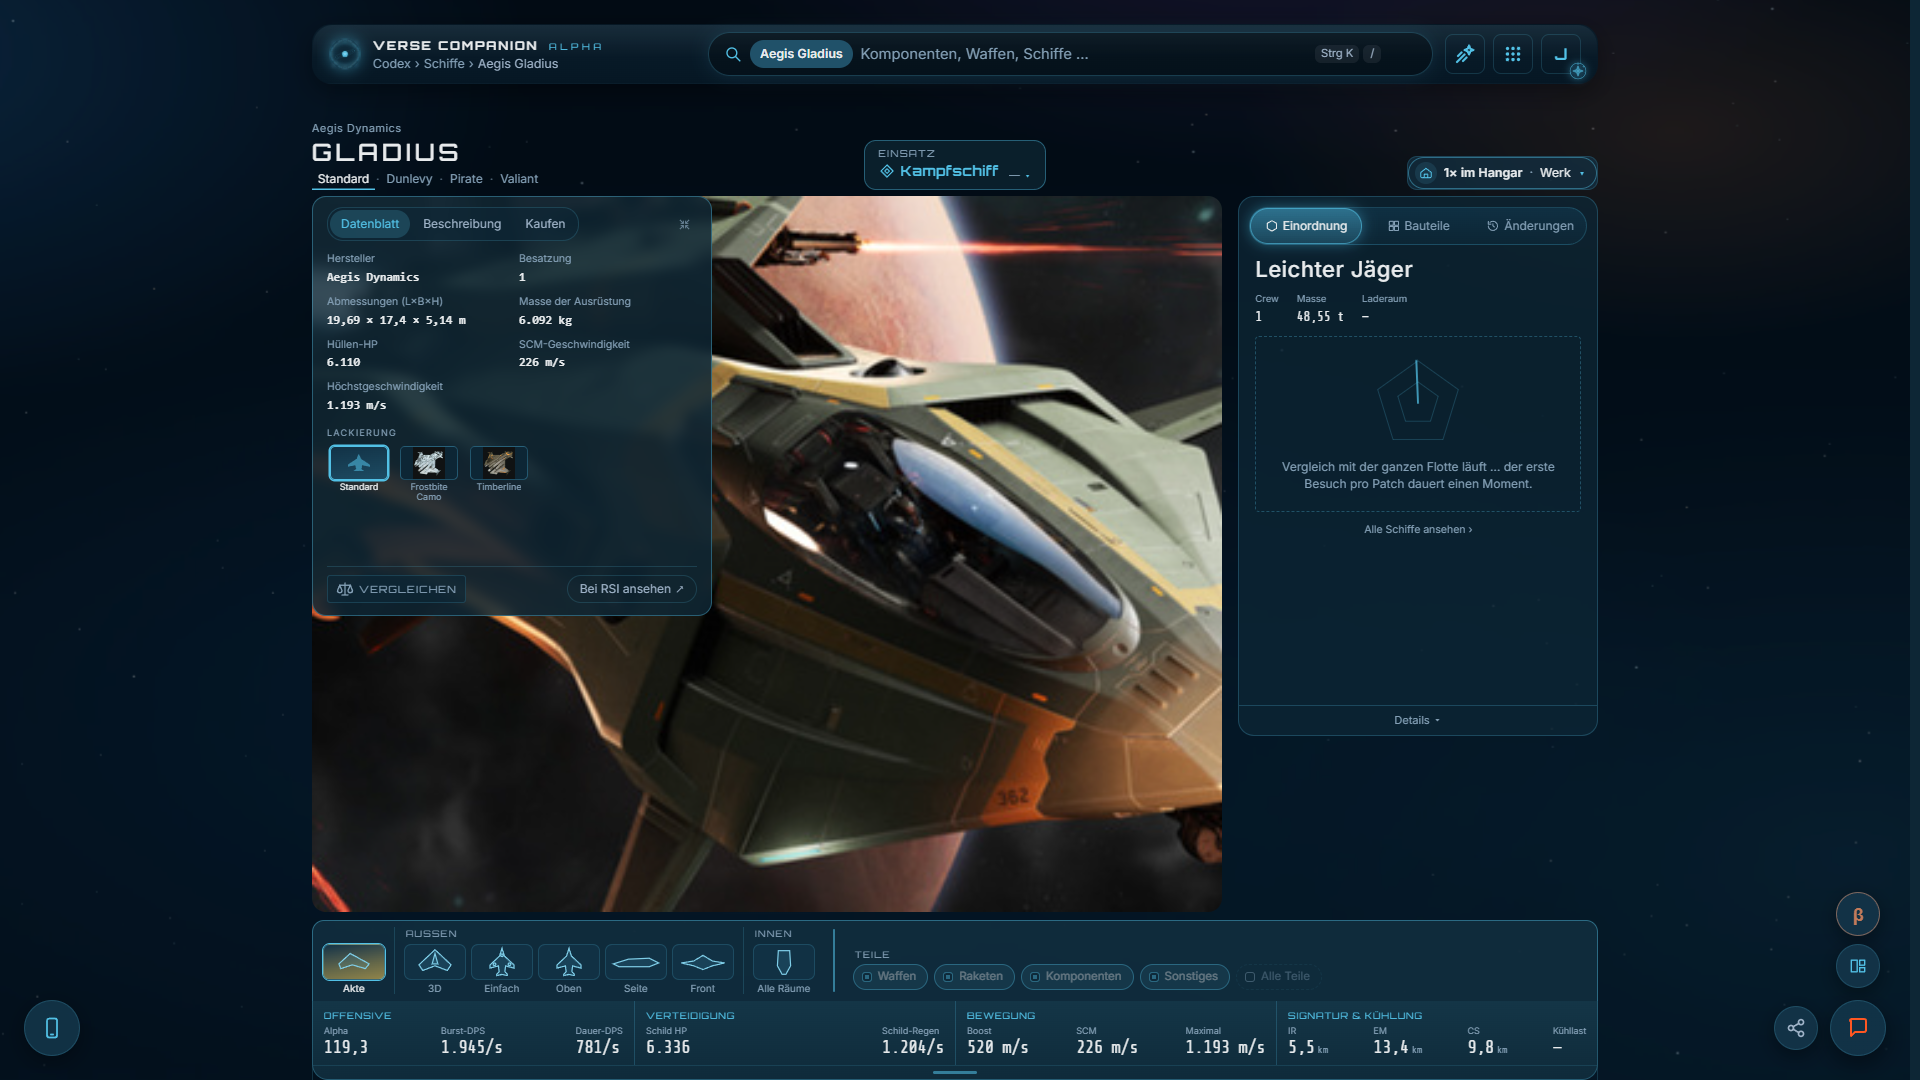 VERSE COMPANION ALPHA
Codex › Schiffe › Aegis Gladius
Aegis Gladius Komponenten, Waffen, Schiffe ... Strg K /
Aegis Dynamics
GLADIUS
Standard · Dunlevy · Pirate · Valiant
EINSATZ
Kampfschiff
1× im Hangar · Werk
Datenblatt Beschreibung Kaufen
Hersteller Besatzung
Aegis Dynamics 1
Abmessungen (L×B×H) Masse der Ausrüstung
19,69 × 17,4 × 5,14 m 6.092 kg
Hüllen-HP SCM-Geschwindigkeit
6.110 226 m/s
Höchstgeschwindigkeit
1.193 m/s
LACKIERUNG
Standard Frostbite Camo Timberline
VERGLEICHEN Bei RSI ansehen ↗
362
Einordnung Bauteile Änderungen
Leichter Jäger
Crew Masse Laderaum
1 48,55 t –
Vergleich mit der ganzen Flotte läuft ... der erste
Besuch pro Patch dauert einen Moment.
Alle Schiffe ansehen ›
Details
AUSSEN INNEN
Akte 3D Einfach Oben Seite Front Alle Räume
TEILE
Waffen Raketen Komponenten Sonstiges Alle Teile
OFFENSIVE VERTEIDIGUNG BEWEGUNG SIGNATUR & KÜHLUNG
Alpha Burst-DPS Dauer-DPS Schild HP Schild-Regen Boost SCM Maximal IR EM CS Kühllast
119,3 1.945/s 781/s 6.336 1.204/s 520 m/s 226 m/s 1.193 m/s 5,5 km 13,4 km 9,8 km –
β